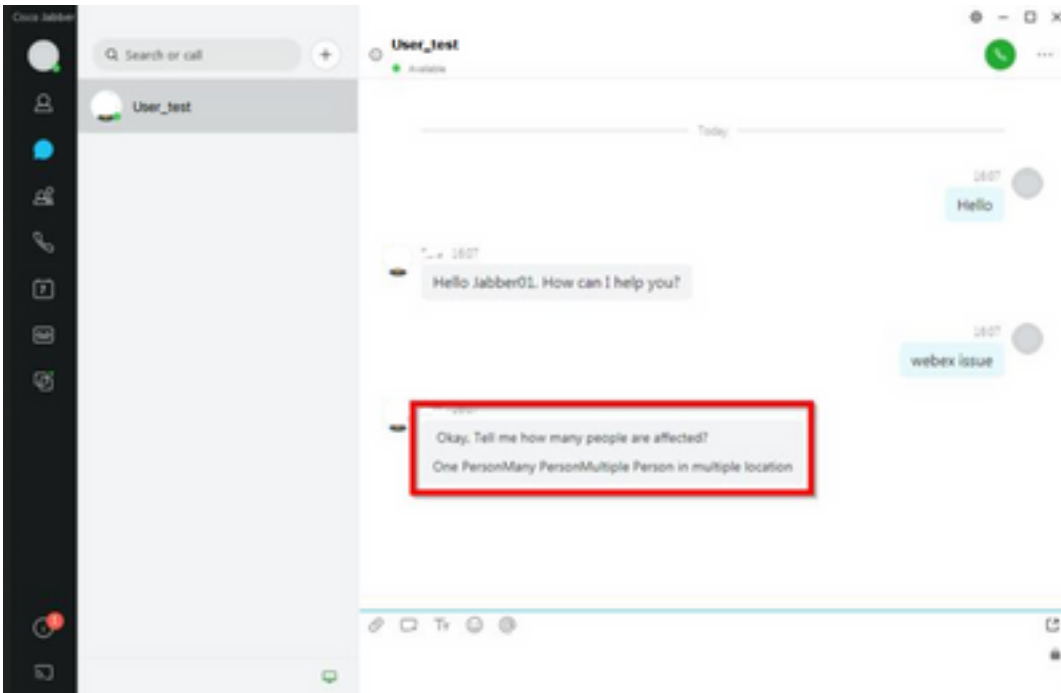 Cisco Jabber
Search or call
User_test
User_test
Available
Today
16:07
Hello
16:07
Hello Jabber01. How can I help you?
16:07
webex issue
Okay. Tell me how many people are affected?
One PersonMany PersonMultiple Person in multiple location